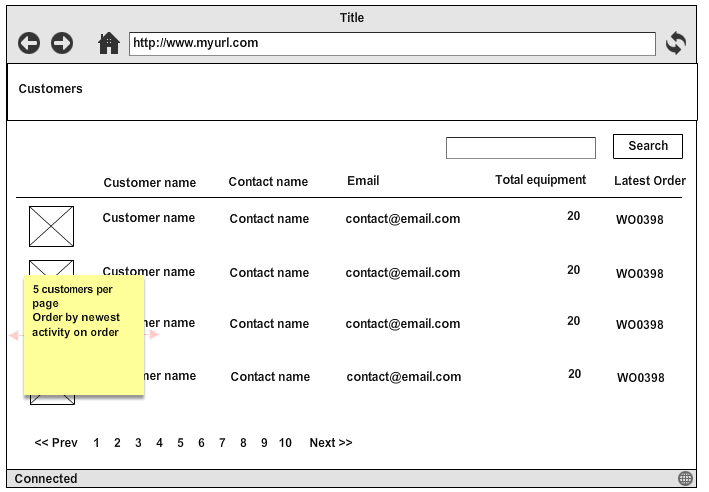 Title
http://www.myurl.com
Customers
Search
Customer name Contact name Email Total equipment Latest Order
Customer name Contact name contact@email.com 20 WO0398
Customer name Contact name contact@email.com 20 WO0398
5 customers per
page
Order by newest
activity on order
mer name Contact name contact@email.com 20 WO0398
mer name Contact name contact@email.com 20 WO0398
<< Prev 1 2 3 4 5 6 7 8 9 10 Next >>
Connected